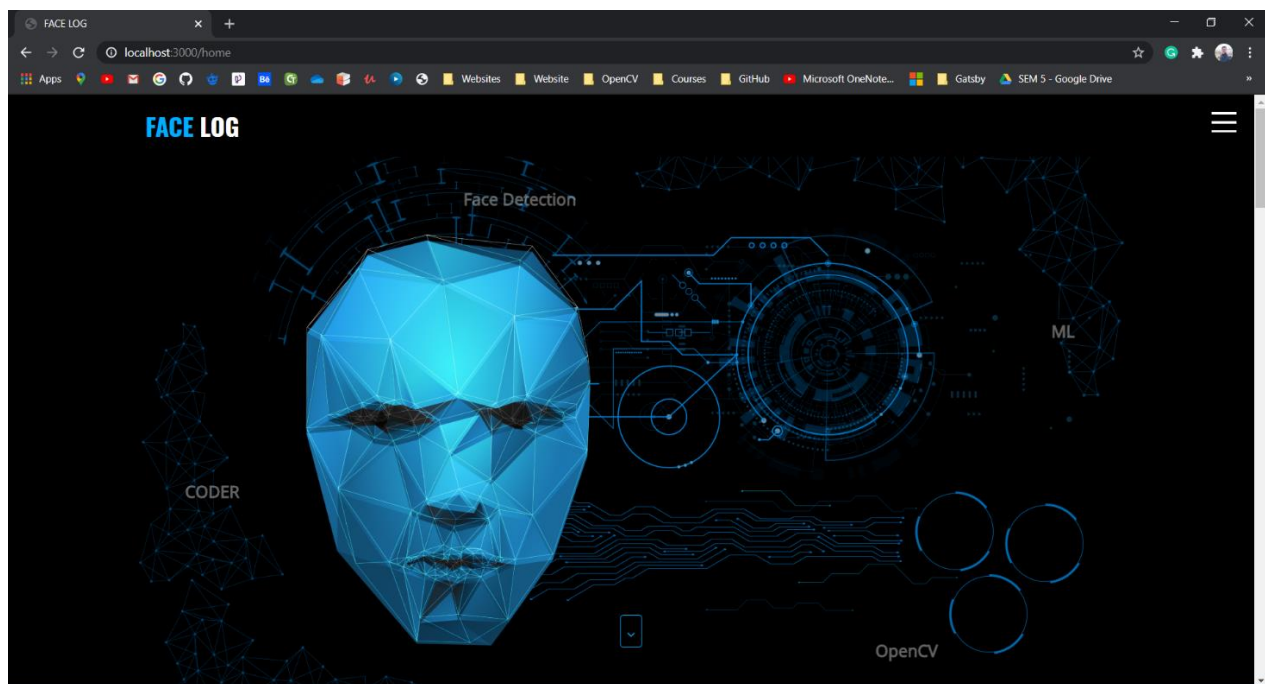 FACE LOG
localhost:3000/home
Apps Bē Websites Website OpenCV Courses GitHub Microsoft OneNote... Gatsby SEM 5 - Google Drive »
FACE LOG
Face Detection
ML
CODER
OpenCV